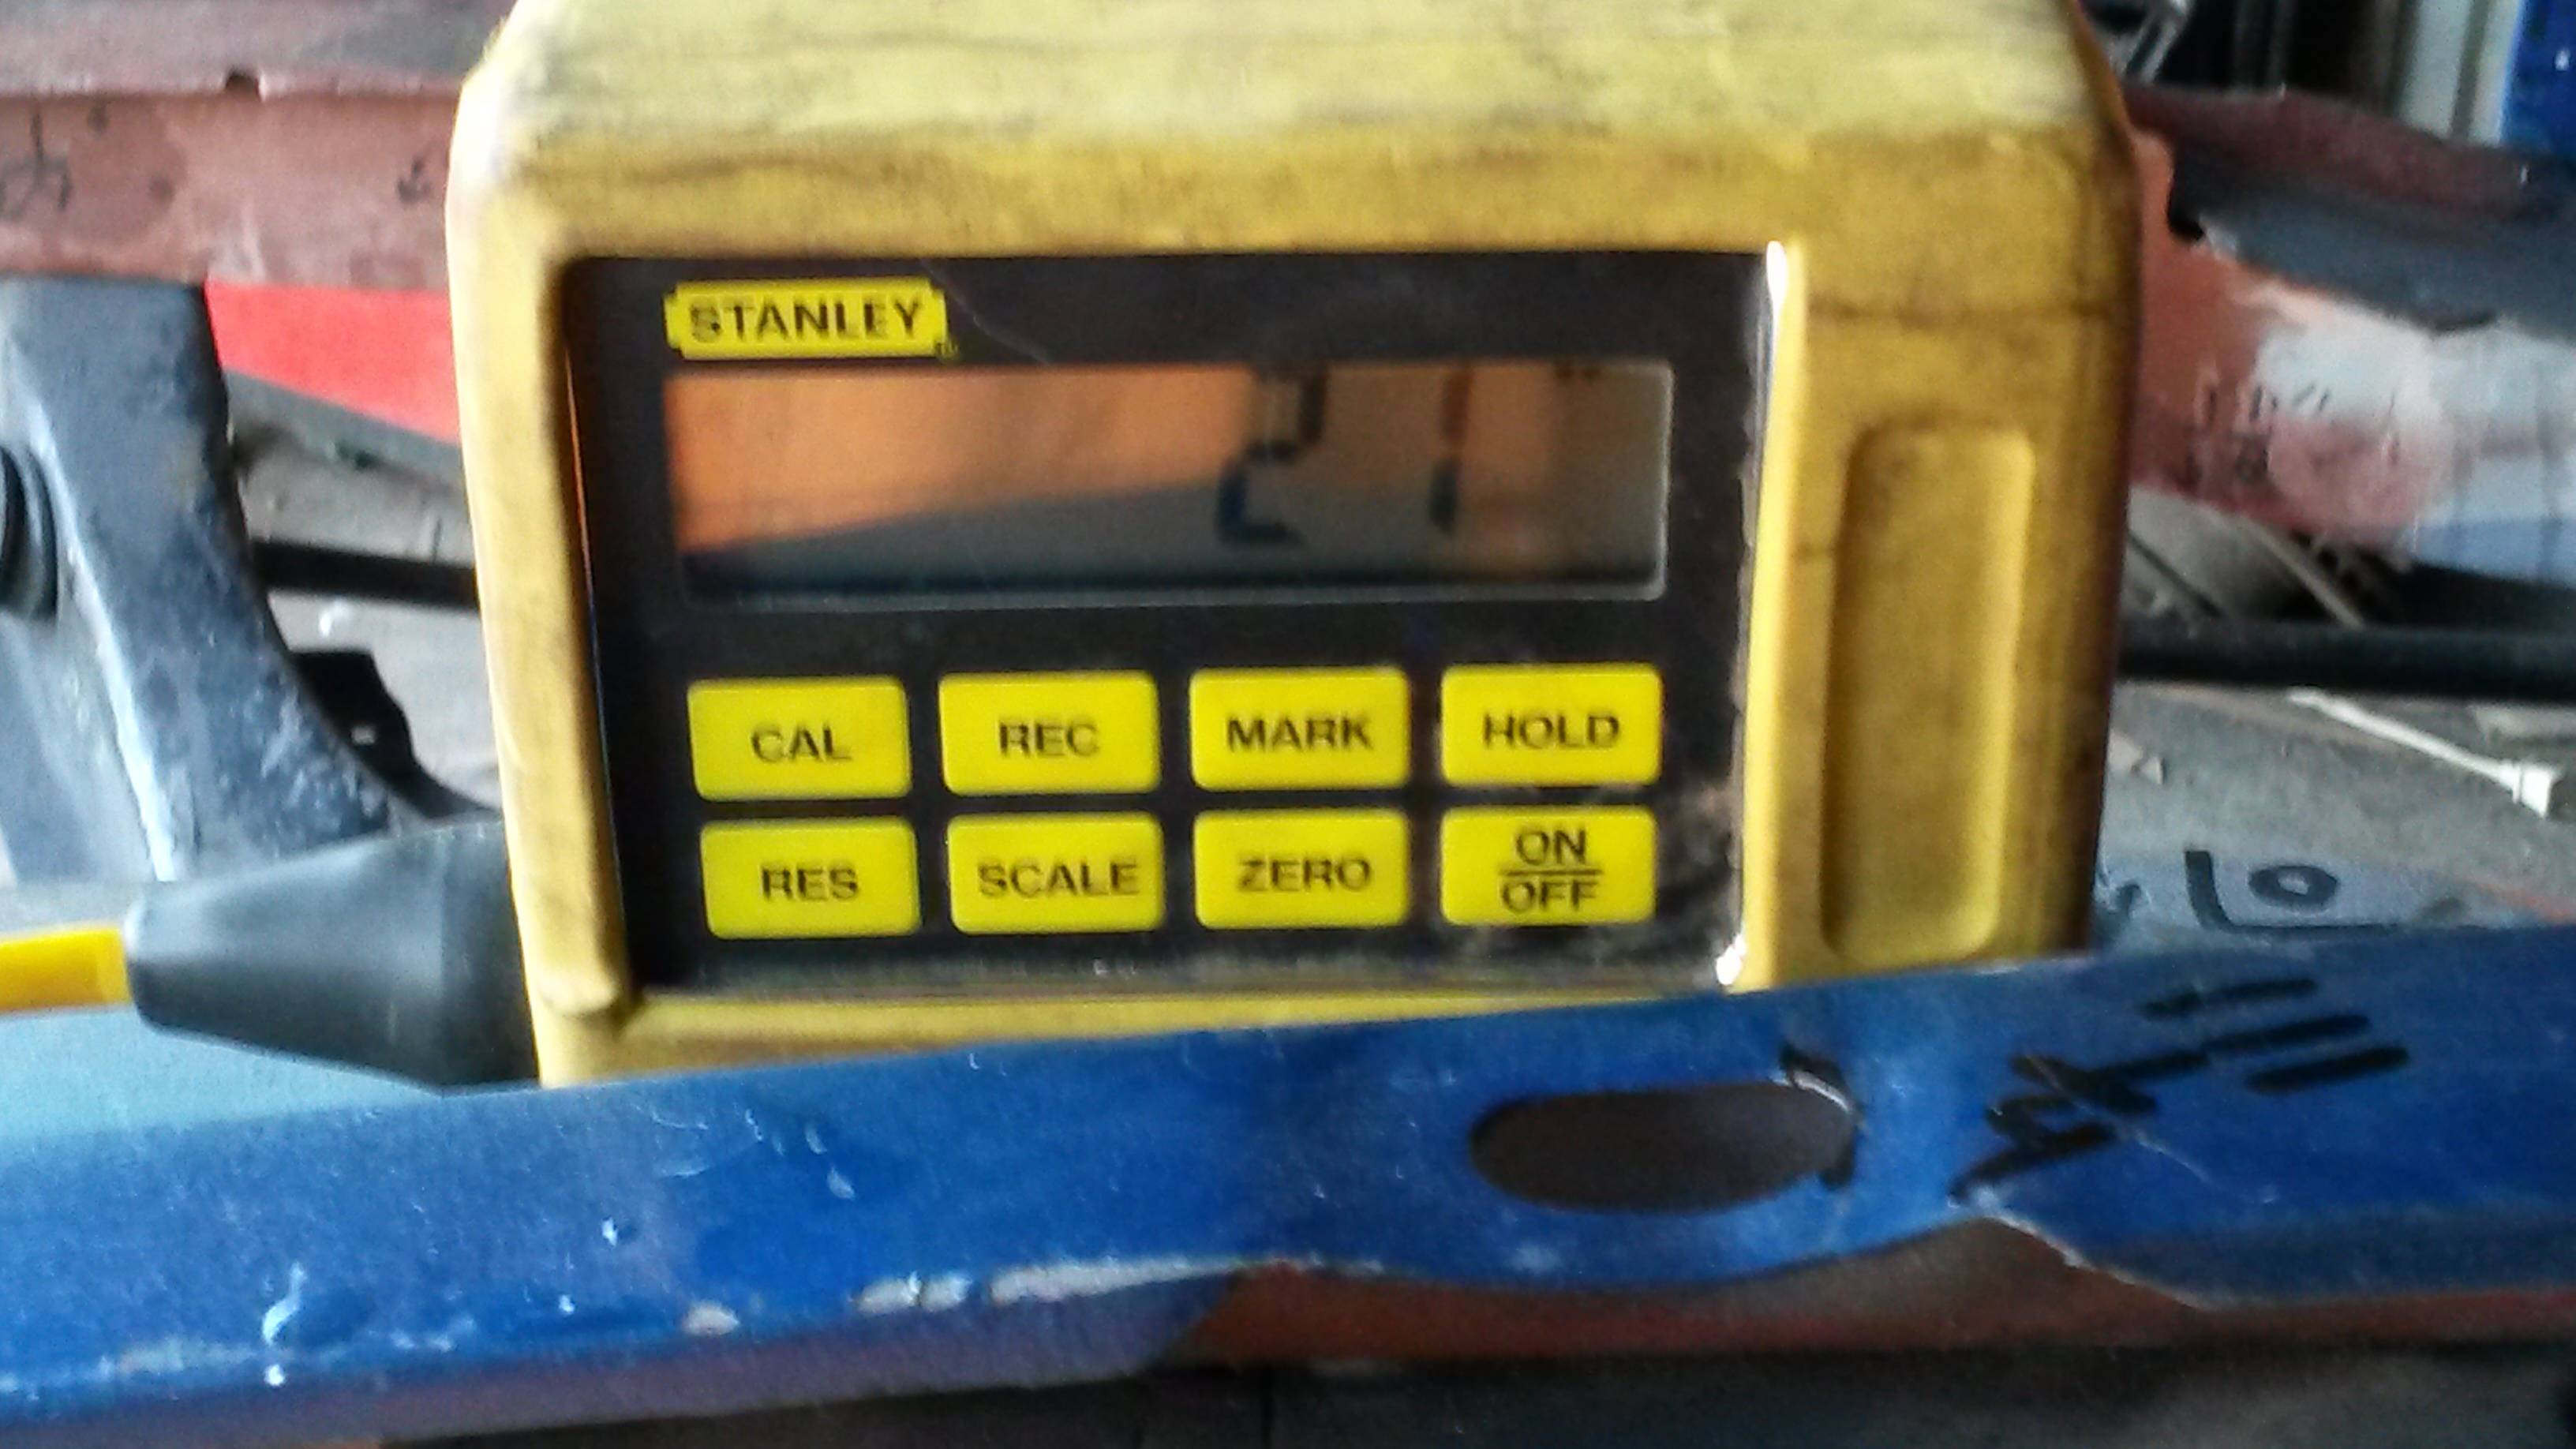 STANLEY
21
CAL REC MARK HOLD
RES SCALE ZERO ON
OFF